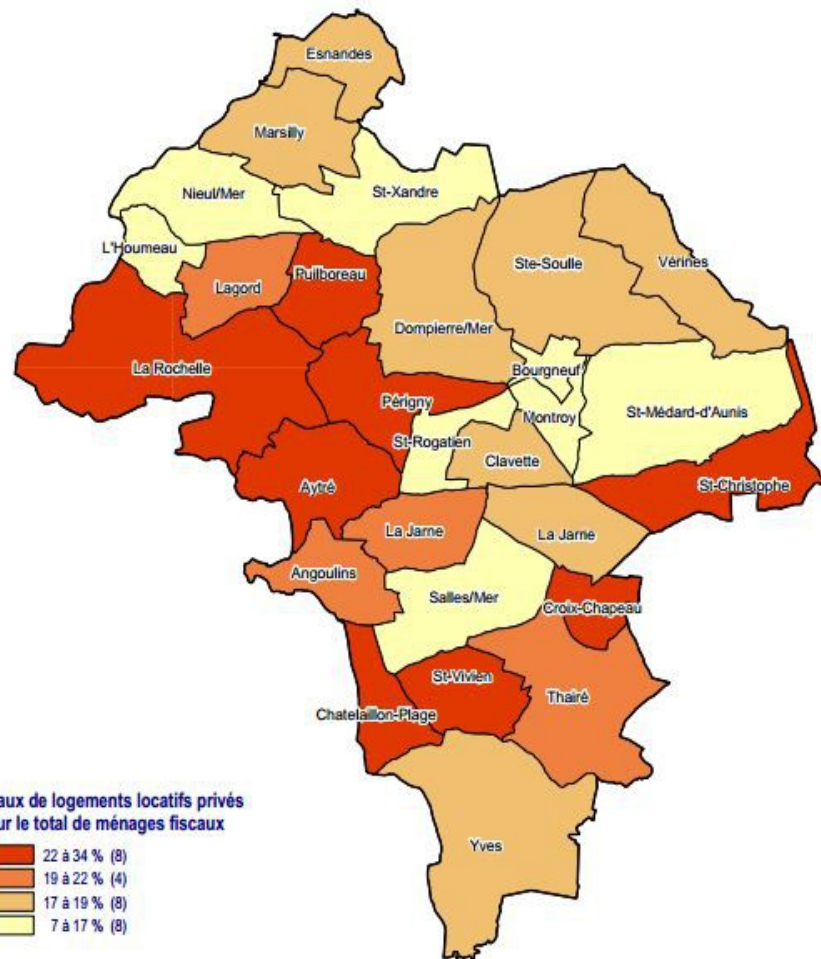 Esnandes
Marsilly
Nieul/Mer
St-Xandre
L'Houmeau
Lagord
Puilboreau
Ste-Soulle
Vérines
Dompierre/Mer
La Rochelle
Bourgneuf
Périgny
St-Rogatien
Montroy
St-Médard-d'Aunis
Clavette
Aytré
St-Christophe
La Jarne
La Jarrie
Angoulins
Salles/Mer
Croix-Chapeau
St-Vivien
Thairé
Chatelaillon-Plage
Yves
aux de logements locatifs privés
ur le total de ménages fiscaux
22 à 34 % (8)
19 à 22 % (4)
17 à 19 % (8)
7 à 17 % (8)